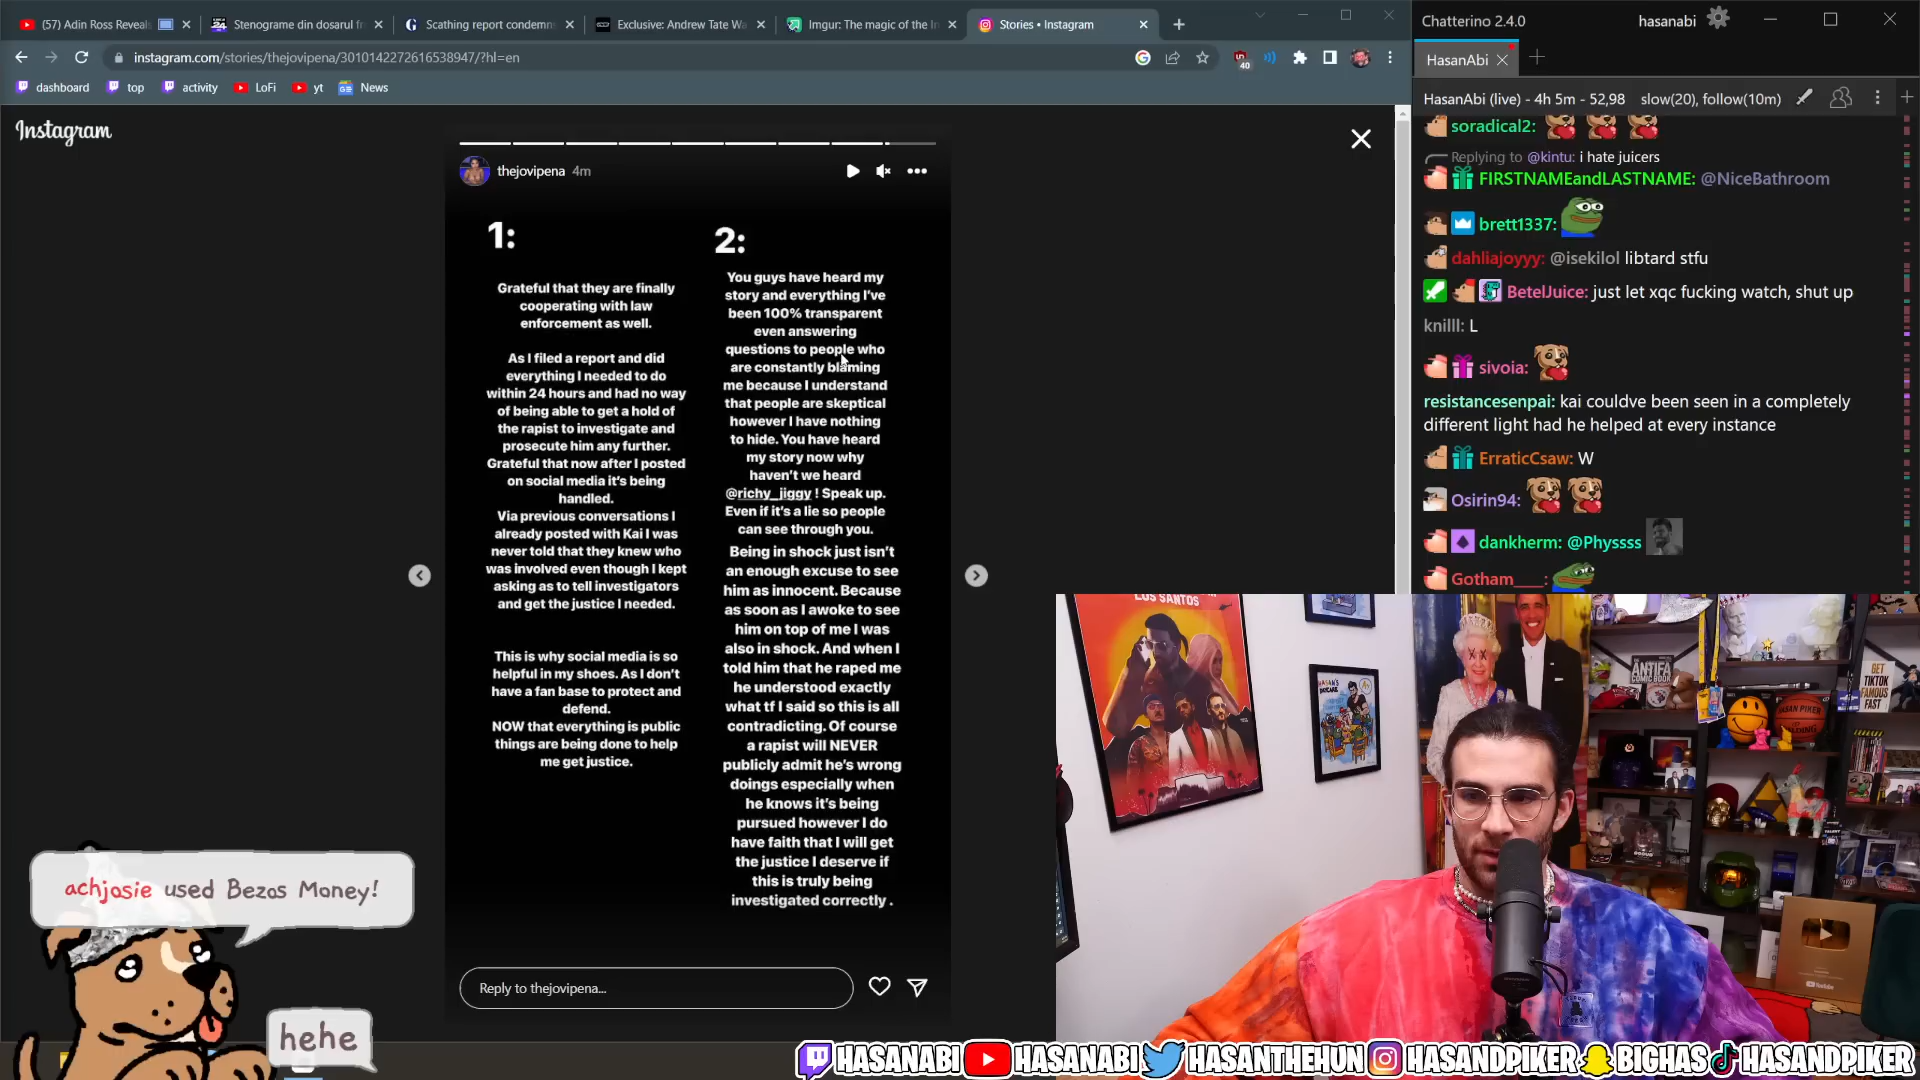 (57) Adin Ross Reveals
Stenograme din dosarul f
Scathing report condemn
Exclusive: Andrew Tate Wa
Imgur: The magic of the In
Stories • Instagram
Chatterino 2.4.0
hasanabi
instagram.com/stories/thejovipena/3010142272616538947/?hl=en
40
HasanAbi
dashboard
top
activity
LoFi
yt
News
HasanAbi (live) - 4h 5m - 52,98 slow(20), follow(10m)
Instagram
thejovipena 4m
1:
Grateful that they are finally
cooperating with law
enforcement as well.
As I filed a report and did
everything I needed to do
within 24 hours and had no way
of being able to get a hold of
the rapist to investigate and
prosecute him any further.
Grateful that now after I posted
on social media it's being
handled.
Via previous conversations I
already posted with Kai I was
never told that they knew who
was involved even though I kept
asking as to tell investigators
and get the justice I needed.
This is why social media is so
helpful in my shoes. As I don't
have a fan base to protect and
defend.
NOW that everything is public
things are being done to help
me get justice.
2:
You guys have heard my
story and everything I've
been 100% transparent
even answering
questions to people who
are constantly blaming
me because I understand
that people are skeptical
however I have nothing
to hide. You have heard
my story now why
haven't we heard
@richy_jiggy ! Speak up.
Even if it's a lie so people
can see through you.
Being in shock just isn't
an enough excuse to see
him as innocent. Because
as soon as I awoke to see
him on top of me I was
also in shock. And when I
told him that he raped me
he understood exactly
what tf I said so this is all
contradicting. Of course
a rapist will NEVER
publicly admit he's wrong
doings especially when
he knows it's being
pursued however I do
have faith that I will get
the justice I deserve if
this is truly being
investigated correctly .
Reply to thejovipena...
soradical2:
Replying to @kintu: i hate juicers
FIRSTNAMEandLASTNAME: @NiceBathroom
brett1337:
dahliajoyyy: @isekilol libtard stfu
BetelJuice: just let xqc fucking watch, shut up
knilll: L
sivoia:
resistancesenpai: kai couldve been seen in a completely
different light had he helped at every instance
ErraticCsaw: W
Osirin94:
dankherm: @Physsss
Gotham___:
LOS SANTOS
ANTIFA
COMIC BOOK
GET
TIKTOK
FAMOUS
FAST
HASAN PIKER
YouTube
achjosie used Bezos Money!
hehe
HASANABI
HASANABI
HASANTHEHUN
HASANDPIKER
BIGHAS
HASANDPIKER